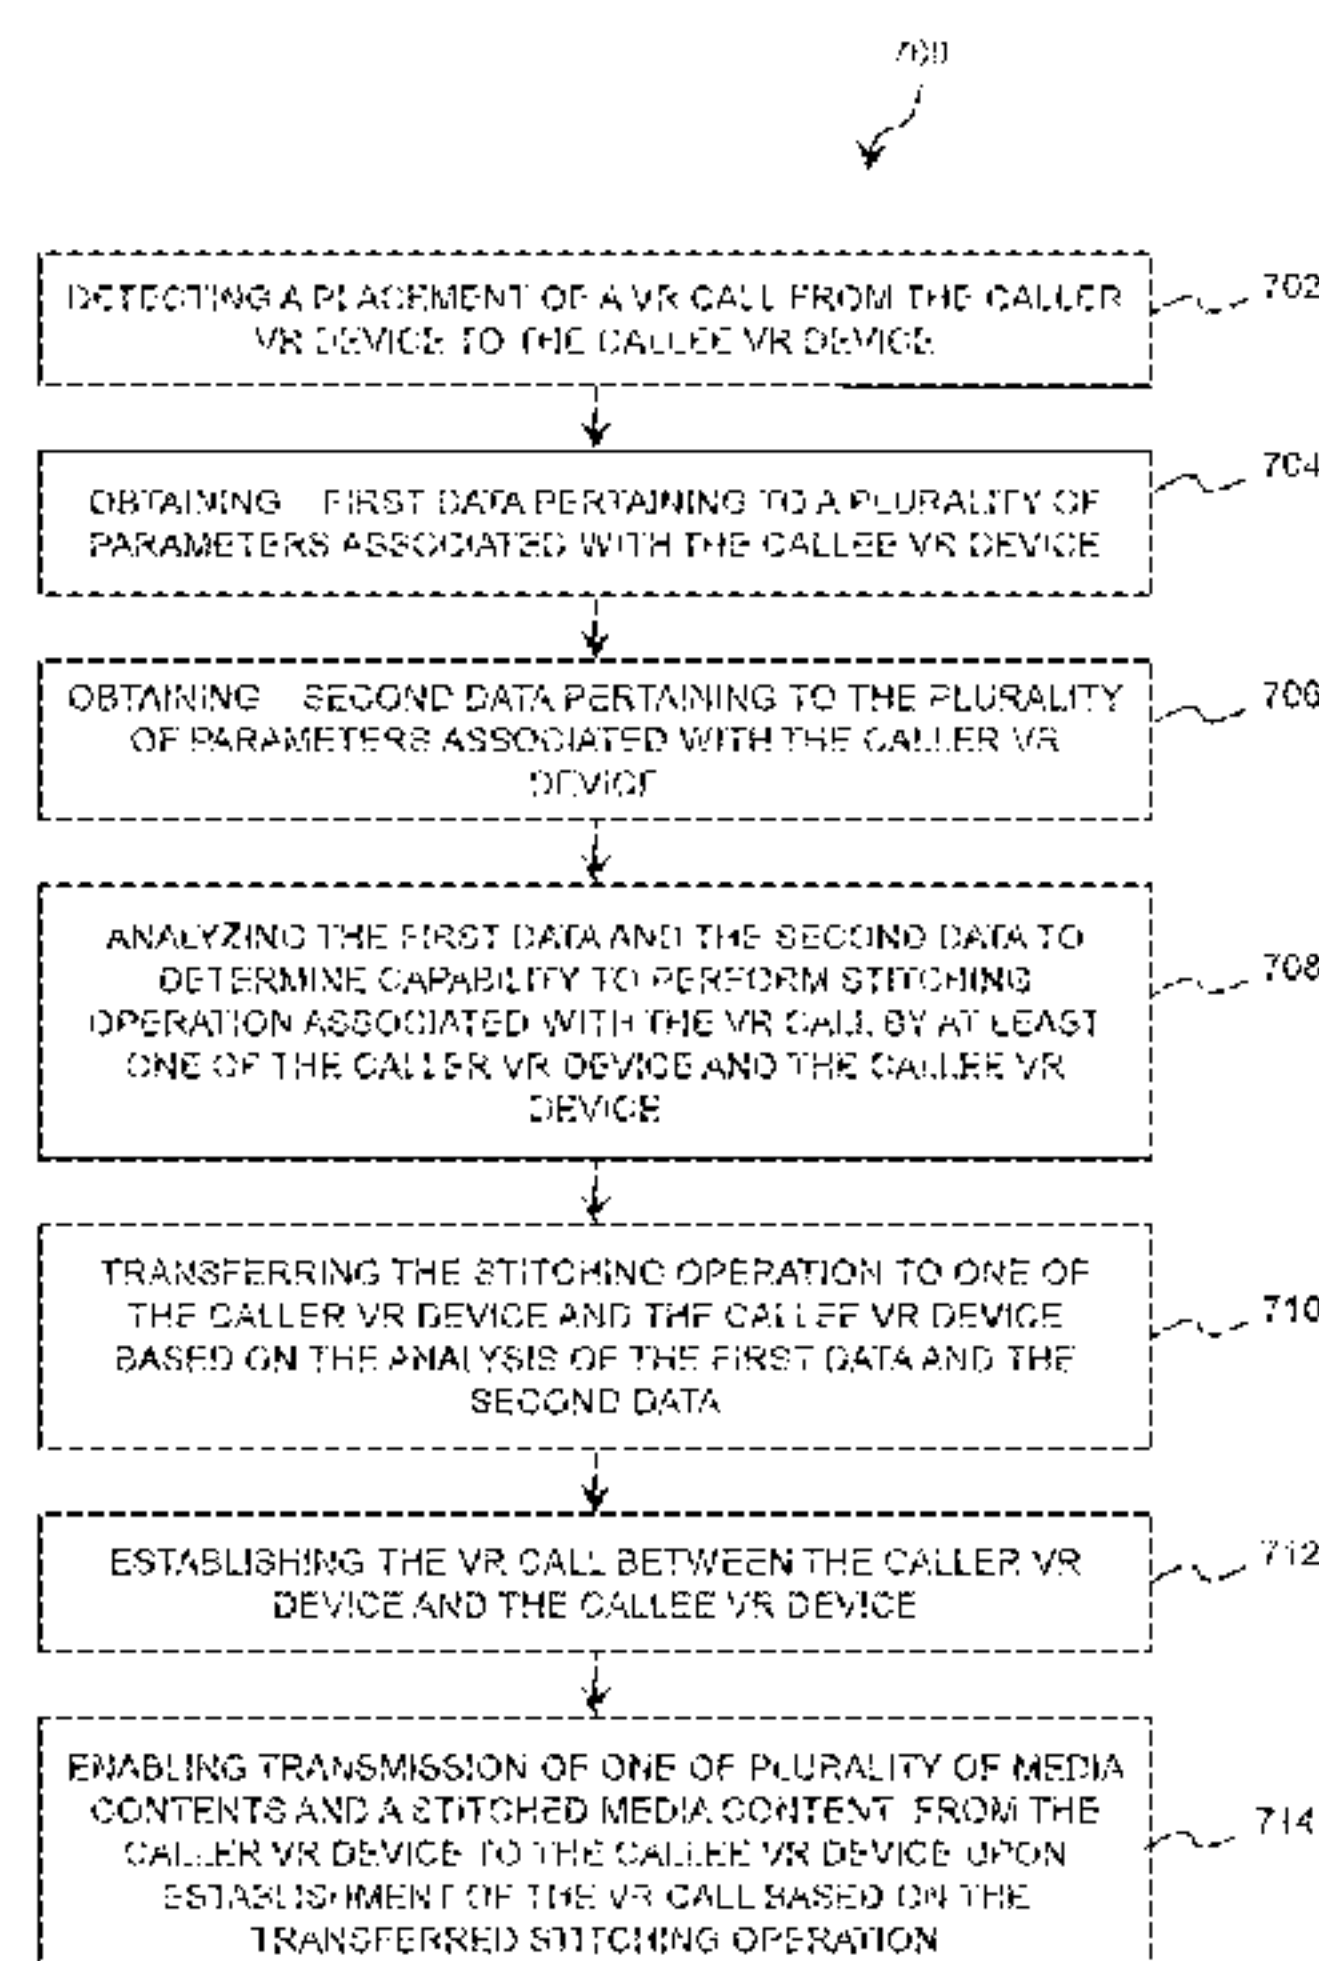 700
DETECTING A PLACEMENT OF A VR CALL FROM THE CALLER
VR DEVICE TO THE CALLEE VR DEVICE
702
OBTAINING FIRST DATA PERTAINING TO A PLURALITY OF
PARAMETERS ASSOCIATED WITH THE CALLEE VR DEVICE
704
OBTAINING SECOND DATA PERTAINING TO THE PLURALITY
OF PARAMETERS ASSOCIATED WITH THE CALLER VR
DEVICE
706
ANALYZING THE FIRST DATA AND THE SECOND DATA TO
DETERMINE CAPABILITY TO PERFORM STITCHING
OPERATION ASSOCIATED WITH THE VR CALL BY AT LEAST
ONE OF THE CALLER VR DEVICE AND THE CALLEE VR
DEVICE
708
TRANSFERRING THE STITCHING OPERATION TO ONE OF
THE CALLER VR DEVICE AND THE CALLEE VR DEVICE
BASED ON THE ANALYSIS OF THE FIRST DATA AND THE
SECOND DATA
710
ESTABLISHING THE VR CALL BETWEEN THE CALLER VR
DEVICE AND THE CALLEE VR DEVICE
712
ENABLING TRANSMISSION OF ONE OF PLURALITY OF MEDIA
CONTENTS AND A STITCHED MEDIA CONTENT FROM THE
CALLER VR DEVICE TO THE CALLEE VR DEVICE UPON
ESTABLISHMENT OF THE VR CALL BASED ON THE
TRANSFERRED STITCHING OPERATION
714